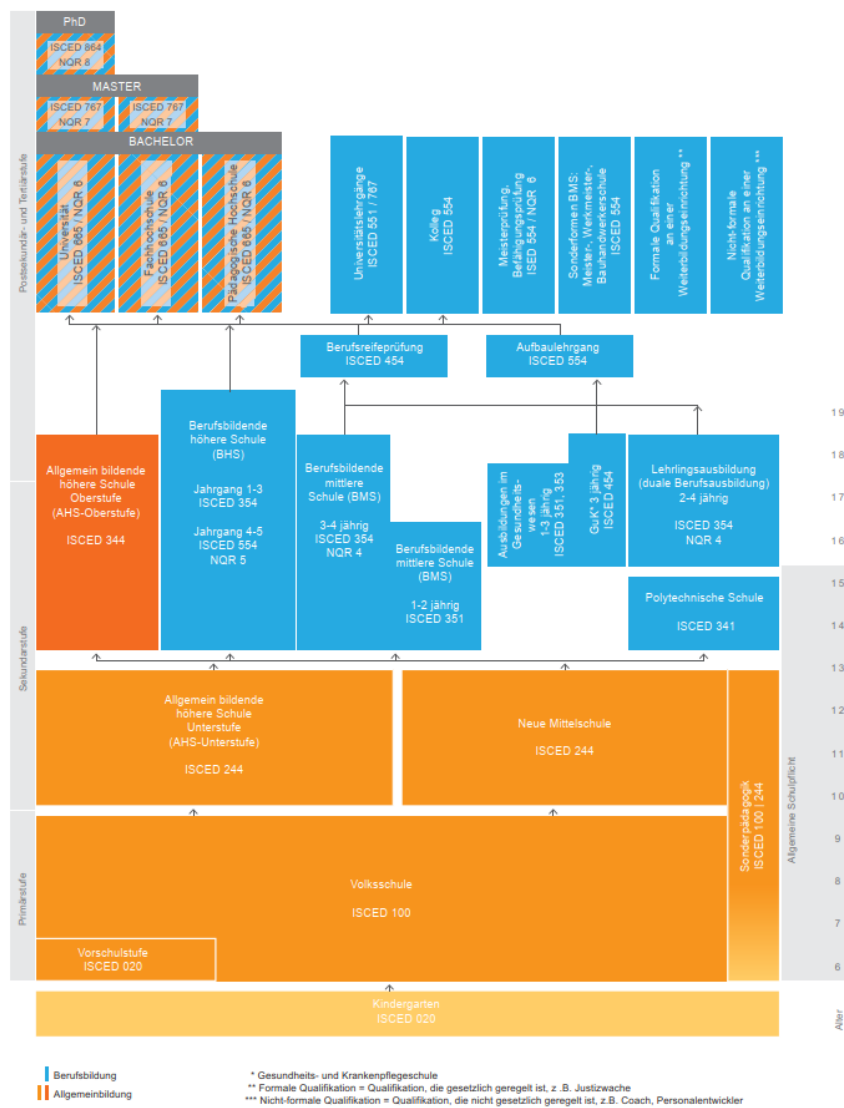 PhD
ISCED 864
NQR 8
MASTER
ISCED 767
NQR 7
ISCED 767
NQR 7
BACHELOR
Universität
ISCED 665 / NQR 6
Fachhochschule
ISCED 665 / NQR 6
Pädagogische Hochschule
ISCED 665 / NQR 6
Universitätslehrgänge
ISCED 551 / 767
Kolleg
ISCED 554
Meisterprüfung,
Befähigungsprüfung
ISED 554 / NQR 6
Sonderformen BMS:
Meister-, Werkmeister-,
Bauhandwerkerschule
ISCED 554
Formale Qualifikation
an einer
Weiterbildungseinrichtung **
Nicht-formale
Qualifikation an einer
Weiterbildungseinrichtung ***
Postsekundär- und Tertiärstufe
Berufsreifeprüfung
ISCED 454
Aufbaulehrgang
ISCED 554
Allgemein bildende
höhere Schule
Oberstufe
(AHS-Oberstufe)
ISCED 344
Berufsbildende
höhere Schule
(BHS)
Jahrgang 1-3
ISCED 354
Jahrgang 4-5
ISCED 554
NQR 5
Berufsbildende
mittlere
Schule (BMS)
3-4 jährig
ISCED 354
NQR 4
Berufsbildende
mittlere Schule
(BMS)
1-2 jährig
ISCED 351
Ausbildungen im
Gesundheits-
wesen
1-3 jährig
ISCED 351, 353
GuK* 3 jährig
ISCED 454
Lehrlingsausbildung
(duale Berufsausbildung)
2-4 jährig
ISCED 354
NQR 4
Polytechnische Schule
ISCED 341
Sekundarstufe
Allgemein bildende
höhere Schule
Unterstufe
(AHS-Unterstufe)
ISCED 244
Neue Mittelschule
ISCED 244
Sonderpädagogik
ISCED 100 | 244
Primärstufe
Volksschule
ISCED 100
Vorschulstufe
ISCED 020
Kindergarten
ISCED 020
Allgemeine Schulpflicht
19
18
17
16
15
14
13
12
11
10
9
8
7
6
Alter
Berufsbildung
Allgemeinbildung
* Gesundheits- und Krankenpflegeschule
** Formale Qualifikation = Qualifikation, die gesetzlich geregelt ist, z .B. Justizwache
*** Nicht-formale Qualifikation = Qualifikation, die nicht gesetzlich geregelt ist, z.B. Coach, Personalentwickler